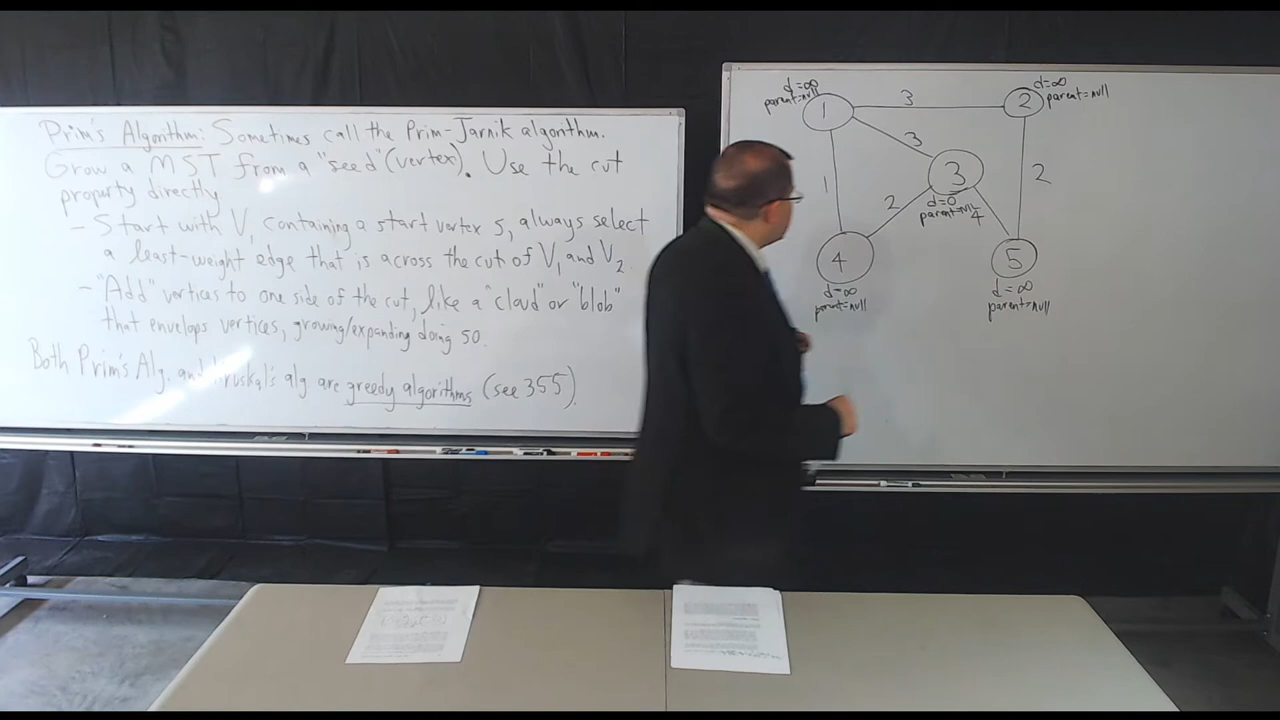 Prim's Algorithm: Sometimes call the Prim-Jarnik algorithm.
Grow a MST from a "seed" (vertex). Use the cut
property directly
- Start with V, containing a start vertex s, always select
a least-weight edge that is across the cut of V1 and V2.
- "Add" vertices to one side of the cut, like a "cloud" or "blob"
that envelops vertices, growing/expanding doing so.
Both Prim's Alg. and Kruskal's alg are greedy algorithms (see 355).
d=∞
parent=null
1
3
2
d=∞
parent=null
3
1
3
d=0
parent=null
2
4
2
4
d=∞
parent=null
5
d=∞
parent=null